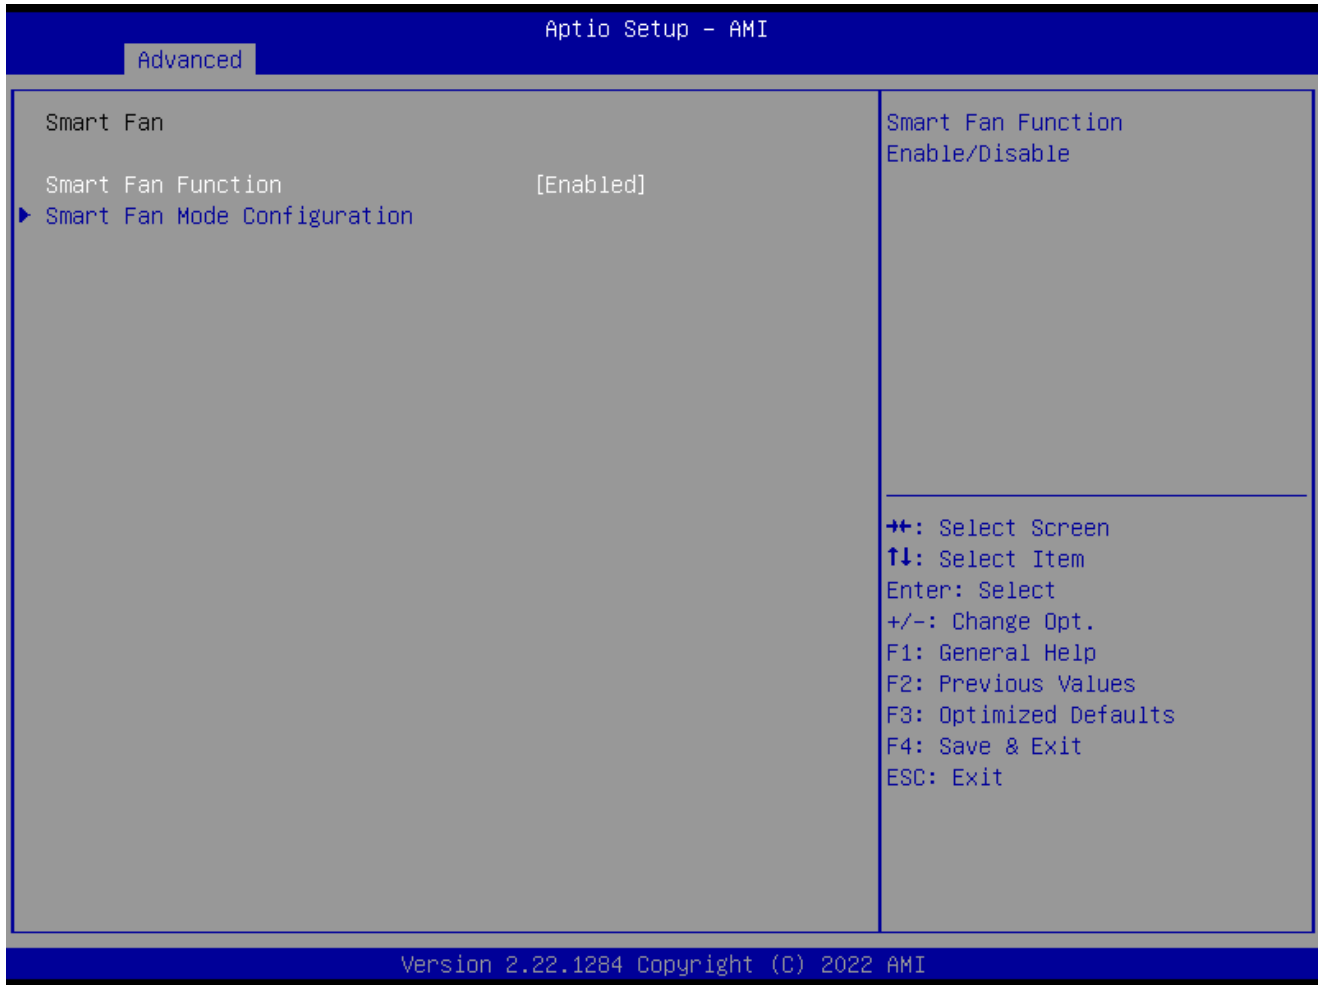 Aptio Setup – AMI
Advanced
Smart Fan
Smart Fan Function [Enabled]
▶ Smart Fan Mode Configuration
Smart Fan Function
Enable/Disable
→←: Select Screen
↑↓: Select Item
Enter: Select
+/-: Change Opt.
F1: General Help
F2: Previous Values
F3: Optimized Defaults
F4: Save & Exit
ESC: Exit
Version 2.22.1284 Copyright (C) 2022 AMI